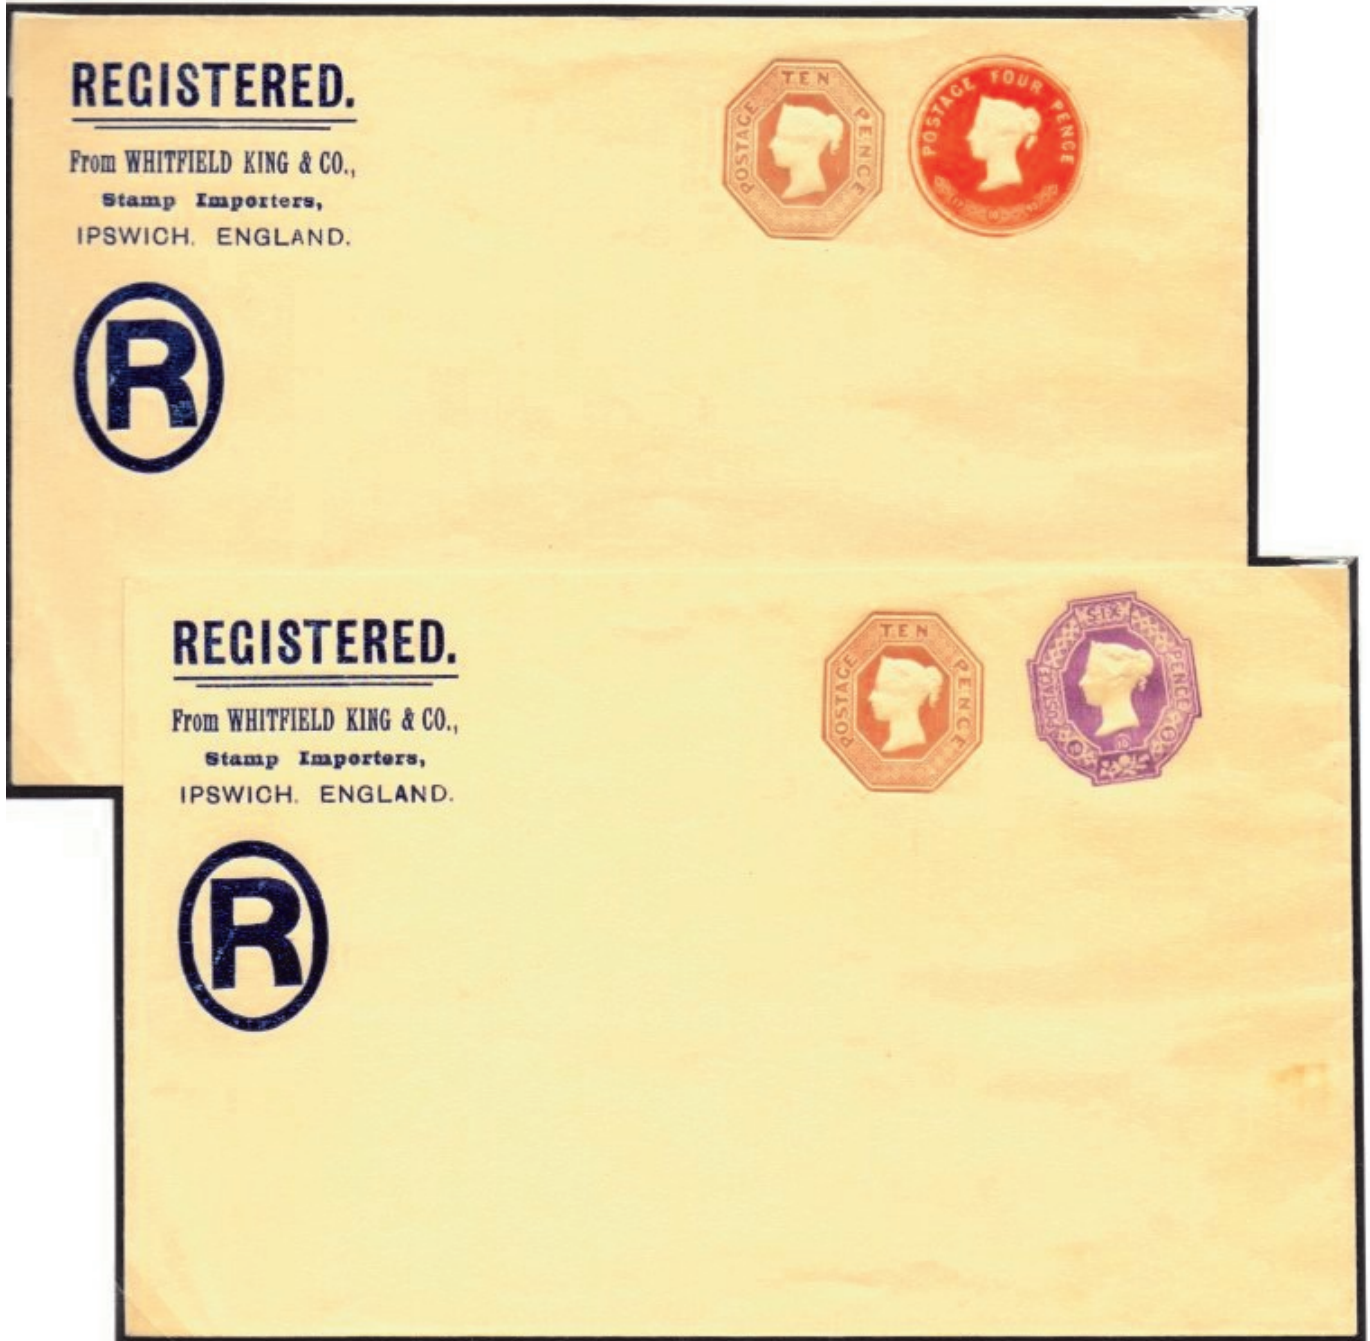 REGISTERED.
From WHITFIELD KING & CO.,
Stamp Importers,
IPSWICH. ENGLAND.
R
POSTAGE TEN PENCE
POSTAGE FOUR PENCE
REGISTERED.
From WHITFIELD KING & CO.,
Stamp Importers,
IPSWICH. ENGLAND.
R
POSTAGE TEN PENCE
POSTAGE SIX PENCE